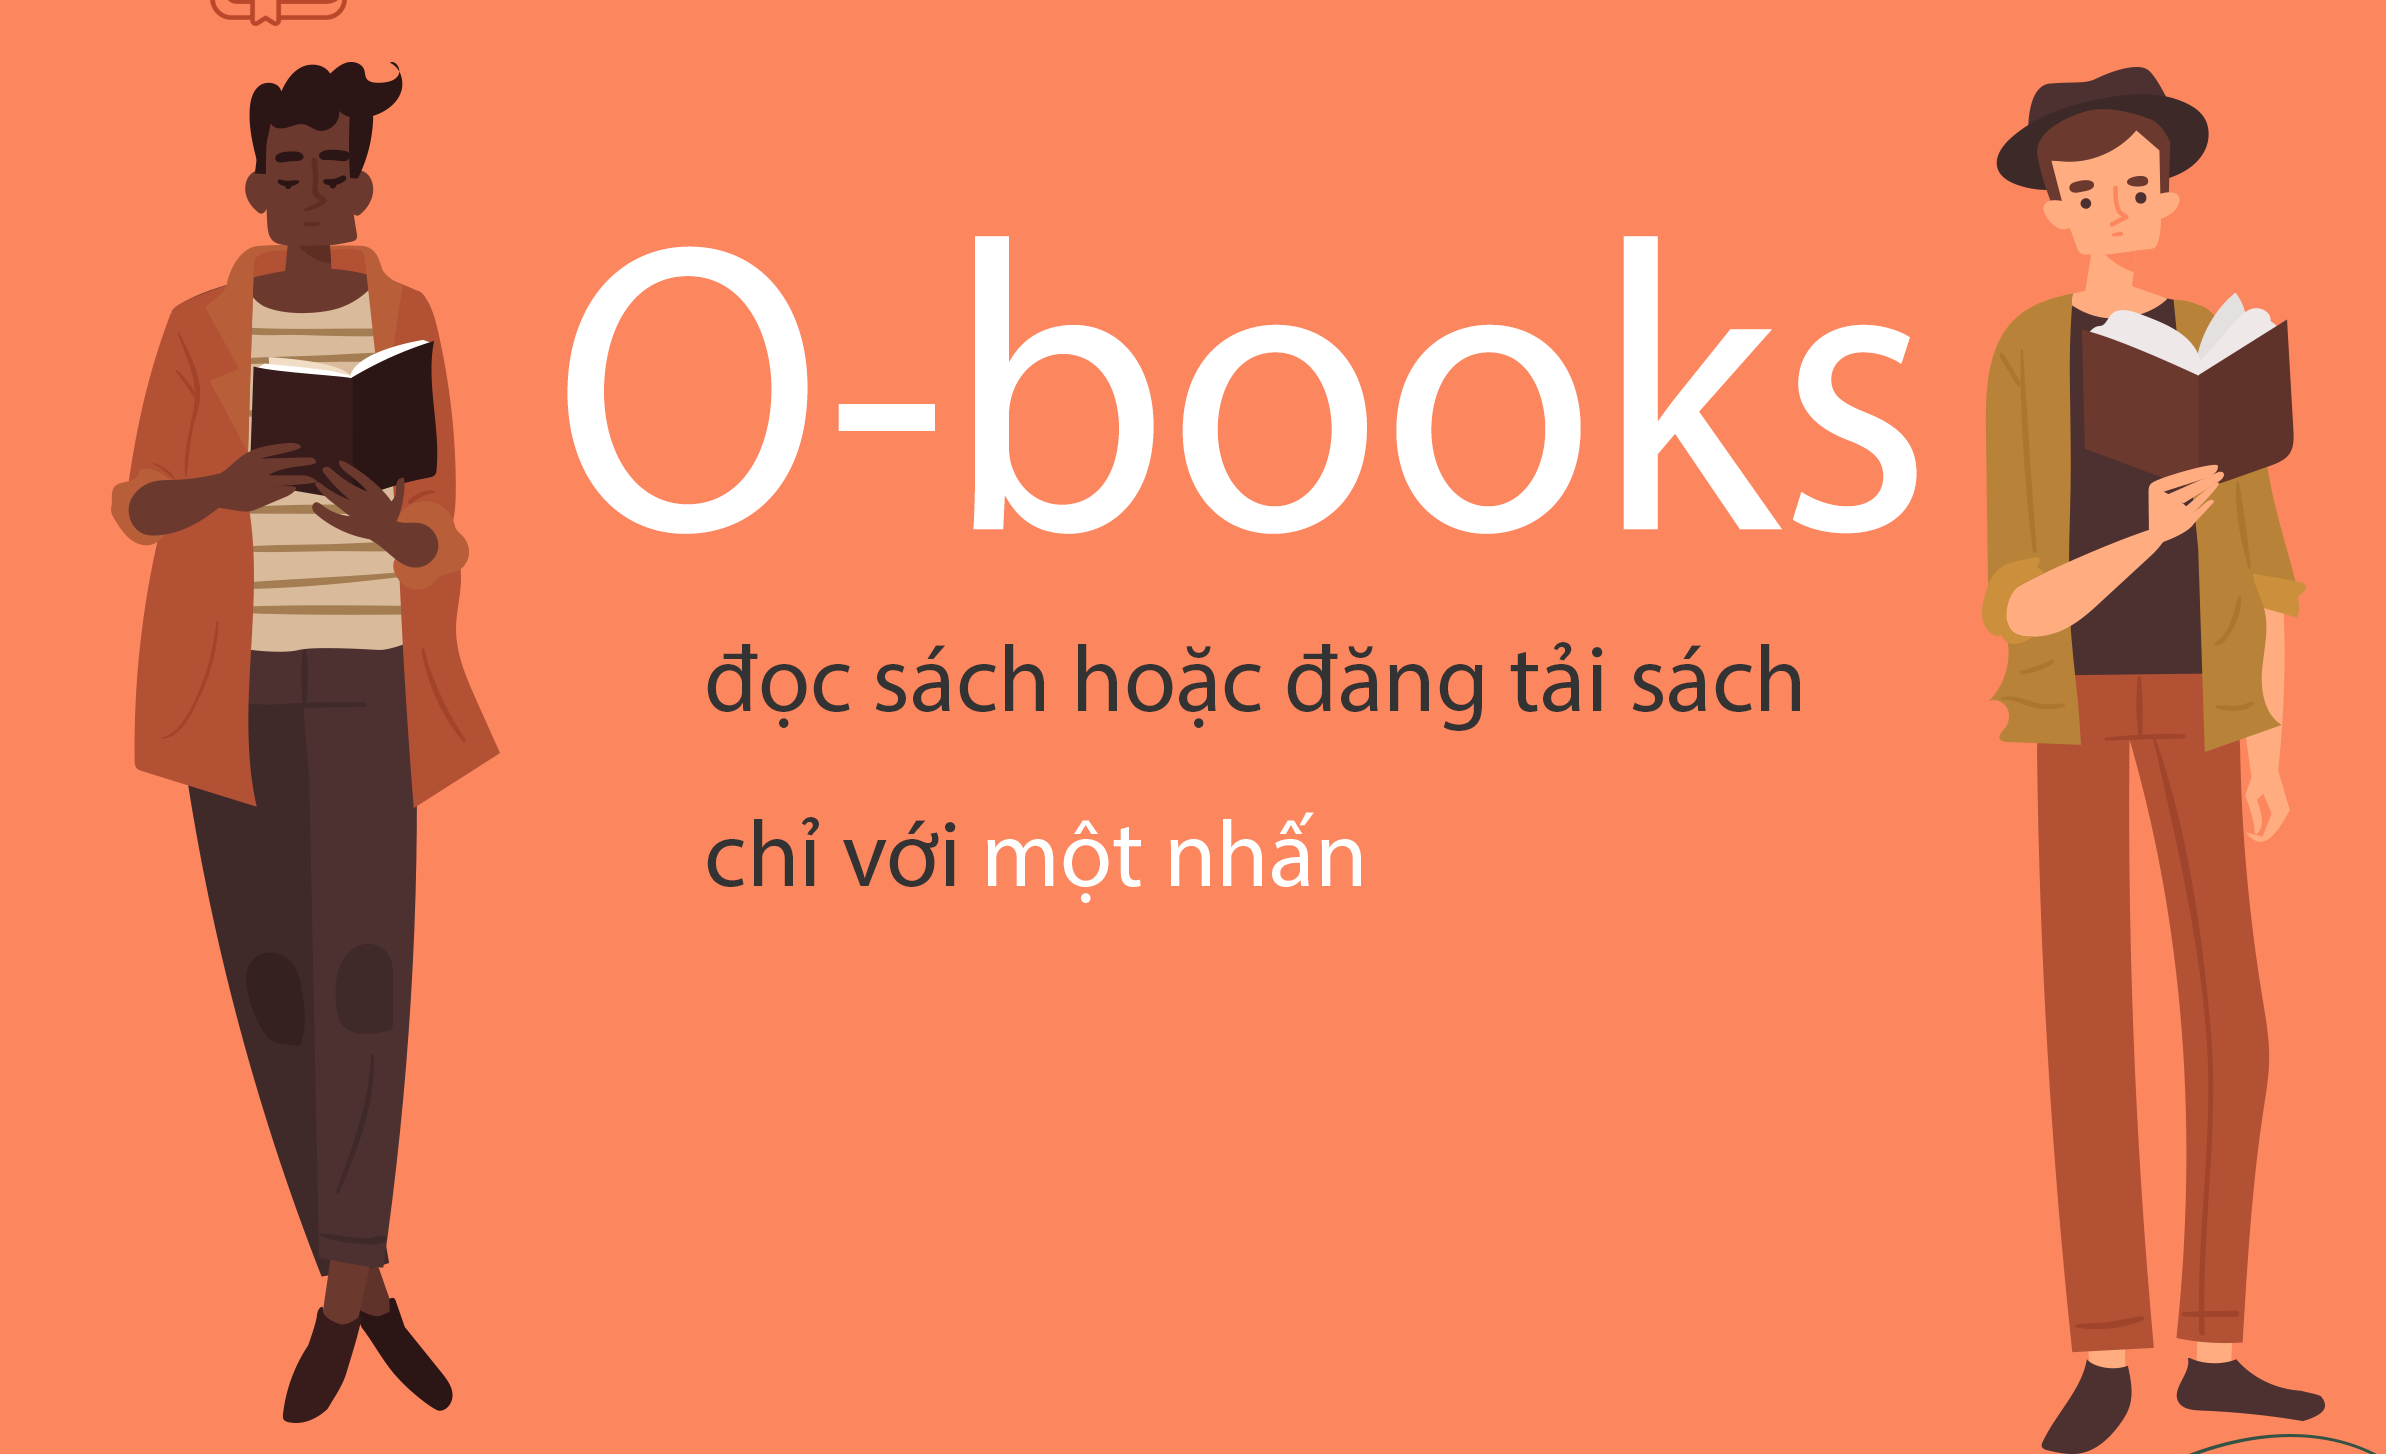 O-books
đọc sách hoặc đăng tải sách
chỉ với một nhấn